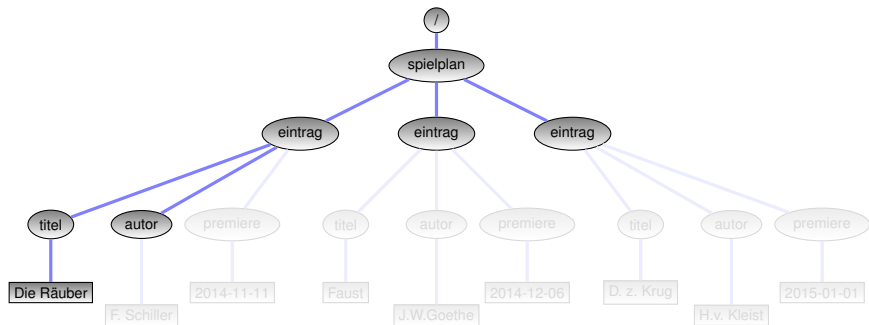 /
spielplan
eintrag eintrag eintrag
titel autor premiere titel autor premiere titel autor premiere
Die Räuber 2014-11-11 Faust 2014-12-06 D. z. Krug 2015-01-01
F. Schiller J.W.Goethe H.v. Kleist